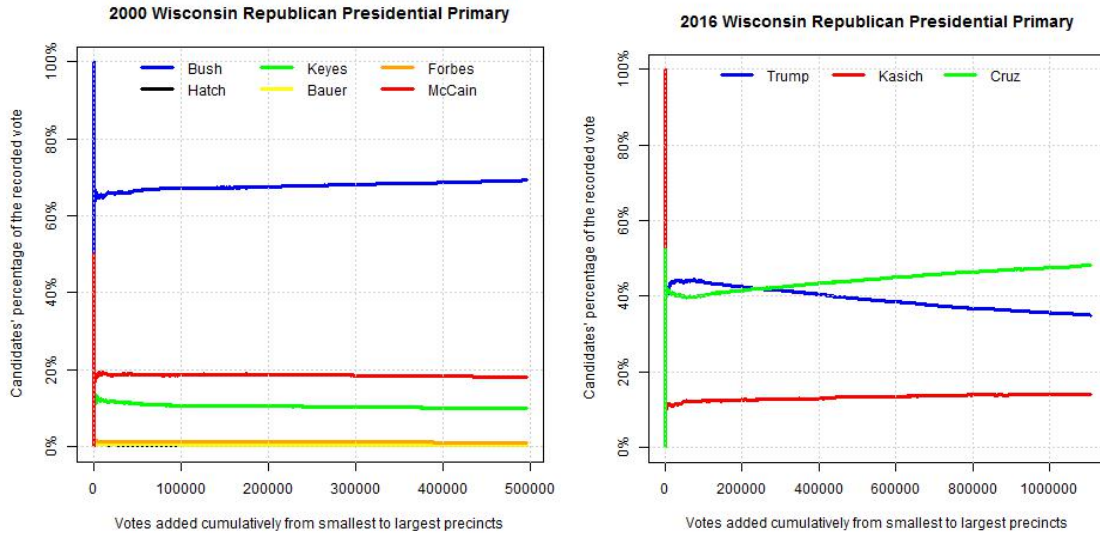 2000 Wisconsin Republican Presidential Primary
Candidates' percentage of the recorded vote
100%
80%
60%
40%
20%
0%
Bush Keyes Forbes
Hatch Bauer McCain
0 100000 200000 300000 400000 500000
Votes added cumulatively from smallest to largest precincts
2016 Wisconsin Republican Presidential Primary
Candidates' percentage of the recorded vote
100%
80%
60%
40%
20%
0%
Trump Kasich Cruz
0 200000 400000 600000 800000 1000000
Votes added cumulatively from smallest to largest precincts